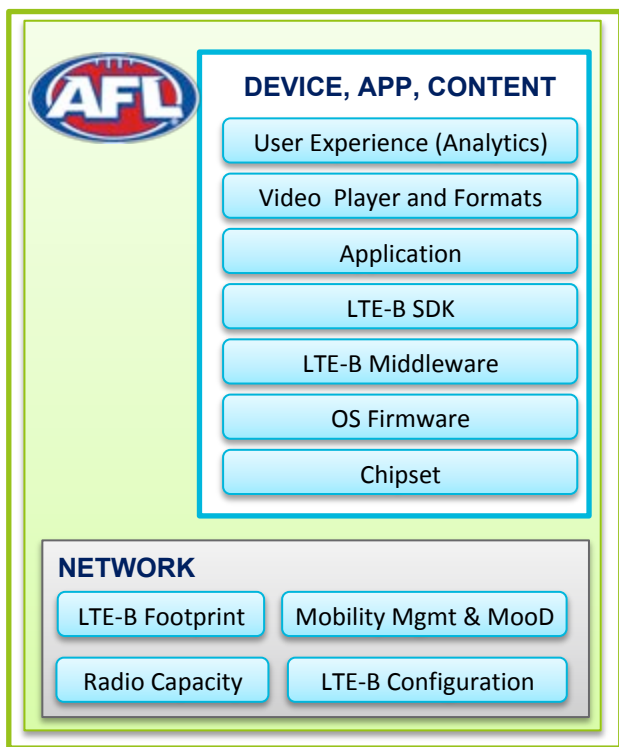 AFL
DEVICE, APP, CONTENT
User Experience (Analytics)
Video Player and Formats
Application
LTE-B SDK
LTE-B Middleware
OS Firmware
Chipset
NETWORK
LTE-B Footprint
Mobility Mgmt & MooD
Radio Capacity
LTE-B Configuration